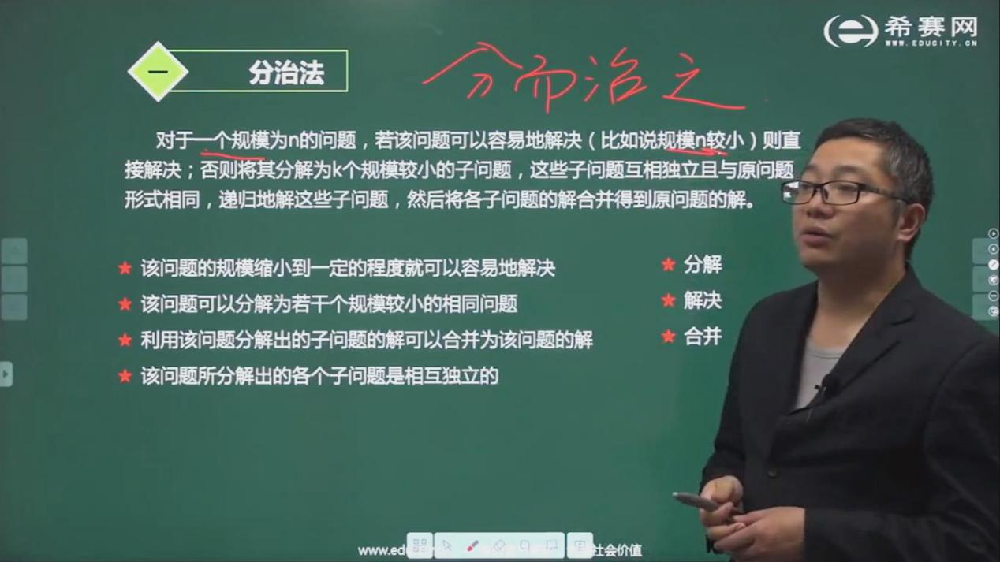 希赛网
WWW.EDUCITY.CN
一
分治法
分而治之
对于一个规模为n的问题，若该问题可以容易地解决（比如说规模n较小）则直
接解决；否则将其分解为k个规模较小的子问题，这些子问题互相独立且与原问题
形式相同，递归地解这些子问题，然后将各子问题的解合并得到原问题的解。
★ 该问题的规模缩小到一定的程度就可以容易地解决
★ 该问题可以分解为若干个规模较小的相同问题
★ 利用该问题分解出的子问题的解可以合并为该问题的解
★ 该问题所分解出的各个子问题是相互独立的
★ 分解
★ 解决
★ 合并
社会价值